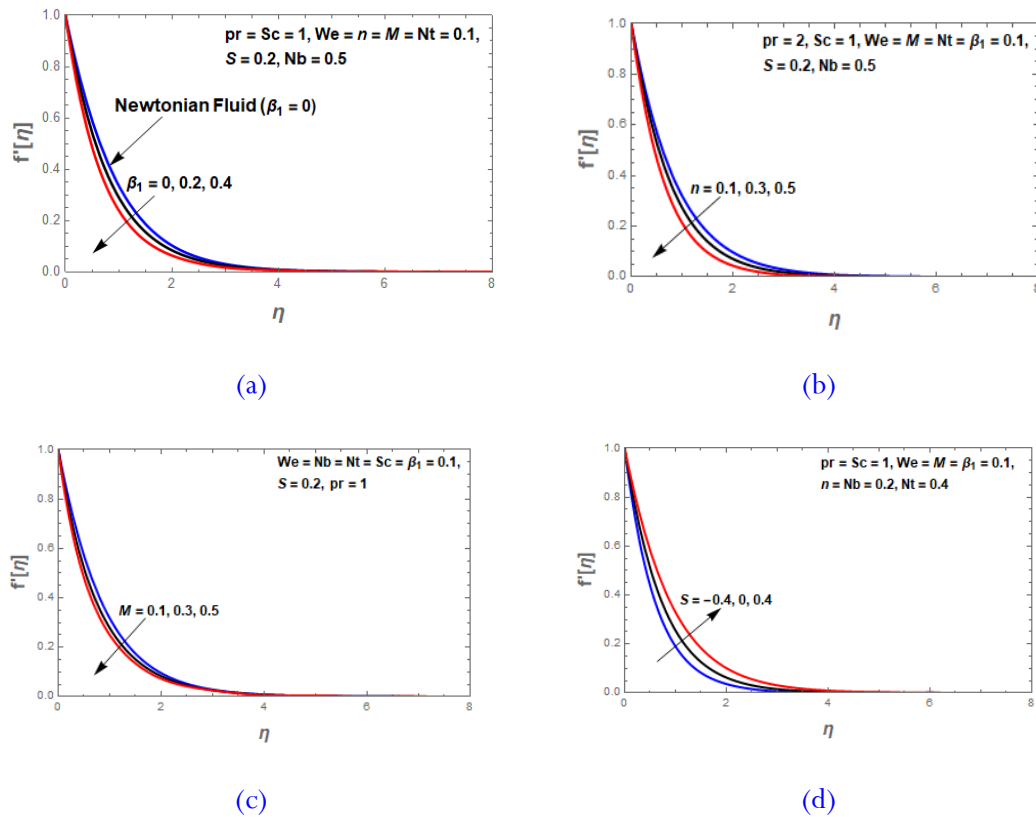 pr = Sc = 1, We = n = M = Nt = 0.1,
S = 0.2, Nb = 0.5
Newtonian Fluid (β₁ = 0)
β₁ = 0, 0.2, 0.4
f'[η]
1.0
0.8
0.6
0.4
0.2
0.0
0
2
4
6
8
η
(a)
pr = 2, Sc = 1, We = M = Nt = β₁ = 0.1,
S = 0.2, Nb = 0.5
n = 0.1, 0.3, 0.5
f'[η]
1.0
0.8
0.6
0.4
0.2
0.0
0
2
4
6
8
η
(b)
We = Nb = Nt = Sc = β₁ = 0.1,
S = 0.2, pr = 1
M = 0.1, 0.3, 0.5
f'[η]
1.0
0.8
0.6
0.4
0.2
0.0
0
2
4
6
8
η
(c)
pr = Sc = 1, We = M = β₁ = 0.1,
n = Nb = 0.2, Nt = 0.4
S = −0.4, 0, 0.4
f'[η]
1.0
0.8
0.6
0.4
0.2
0.0
0
2
4
6
8
η
(d)